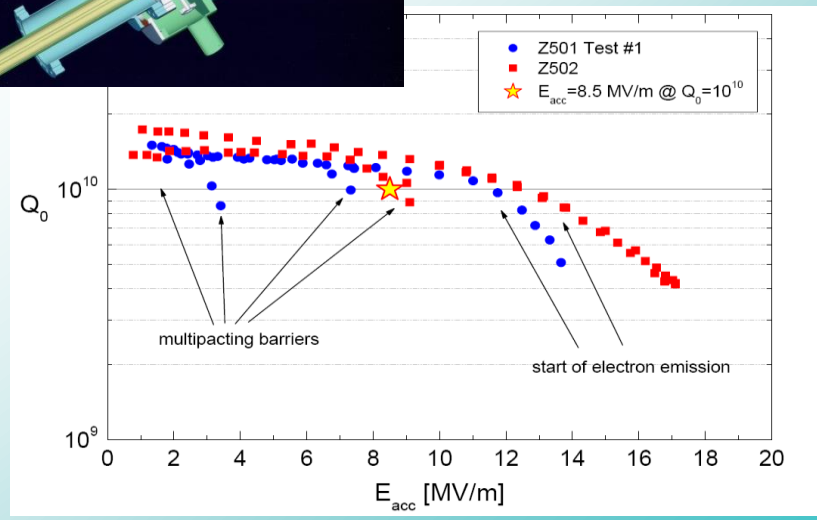 Z501 Test #1
Z502
E_acc=8.5 MV/m @ Q_0=10^10
10^10
Q_0
multipacting barriers
start of electron emission
10^9
0 2 4 6 8 10 12 14 16 18 20
E_acc [MV/m]